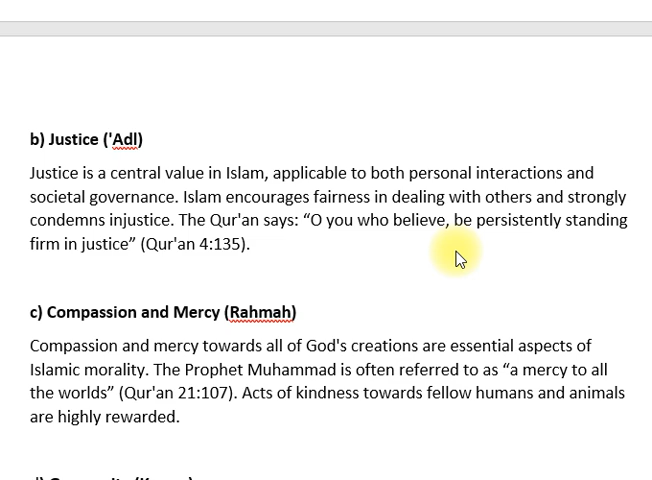 b) Justice ('Adl)
Justice is a central value in Islam, applicable to both personal interactions and
societal governance. Islam encourages fairness in dealing with others and strongly
condemns injustice. The Qur'an says: “O you who believe, be persistently standing
firm in justice” (Qur'an 4:135).
c) Compassion and Mercy (Rahmah)
Compassion and mercy towards all of God's creations are essential aspects of
Islamic morality. The Prophet Muhammad is often referred to as “a mercy to all
the worlds” (Qur'an 21:107). Acts of kindness towards fellow humans and animals
are highly rewarded.